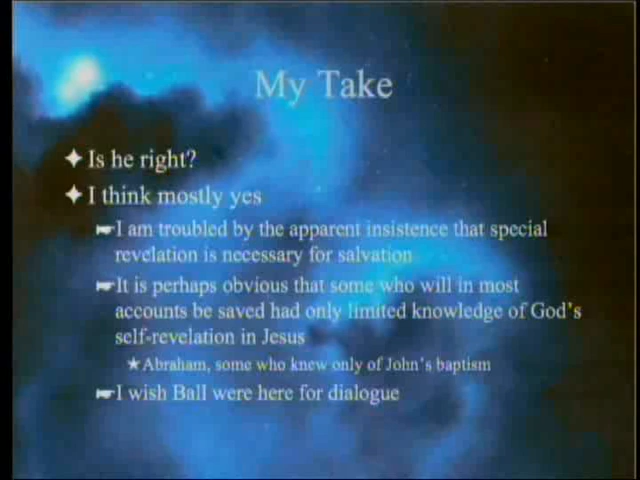 My Take
Is he right?
I think mostly yes
I am troubled by the apparent insistence that special
revelation is necessary for salvation
It is perhaps obvious that some who will in most
accounts be saved had only limited knowledge of God's
self-revelation in Jesus
Abraham, some who knew only of John's baptism
I wish Ball were here for dialogue